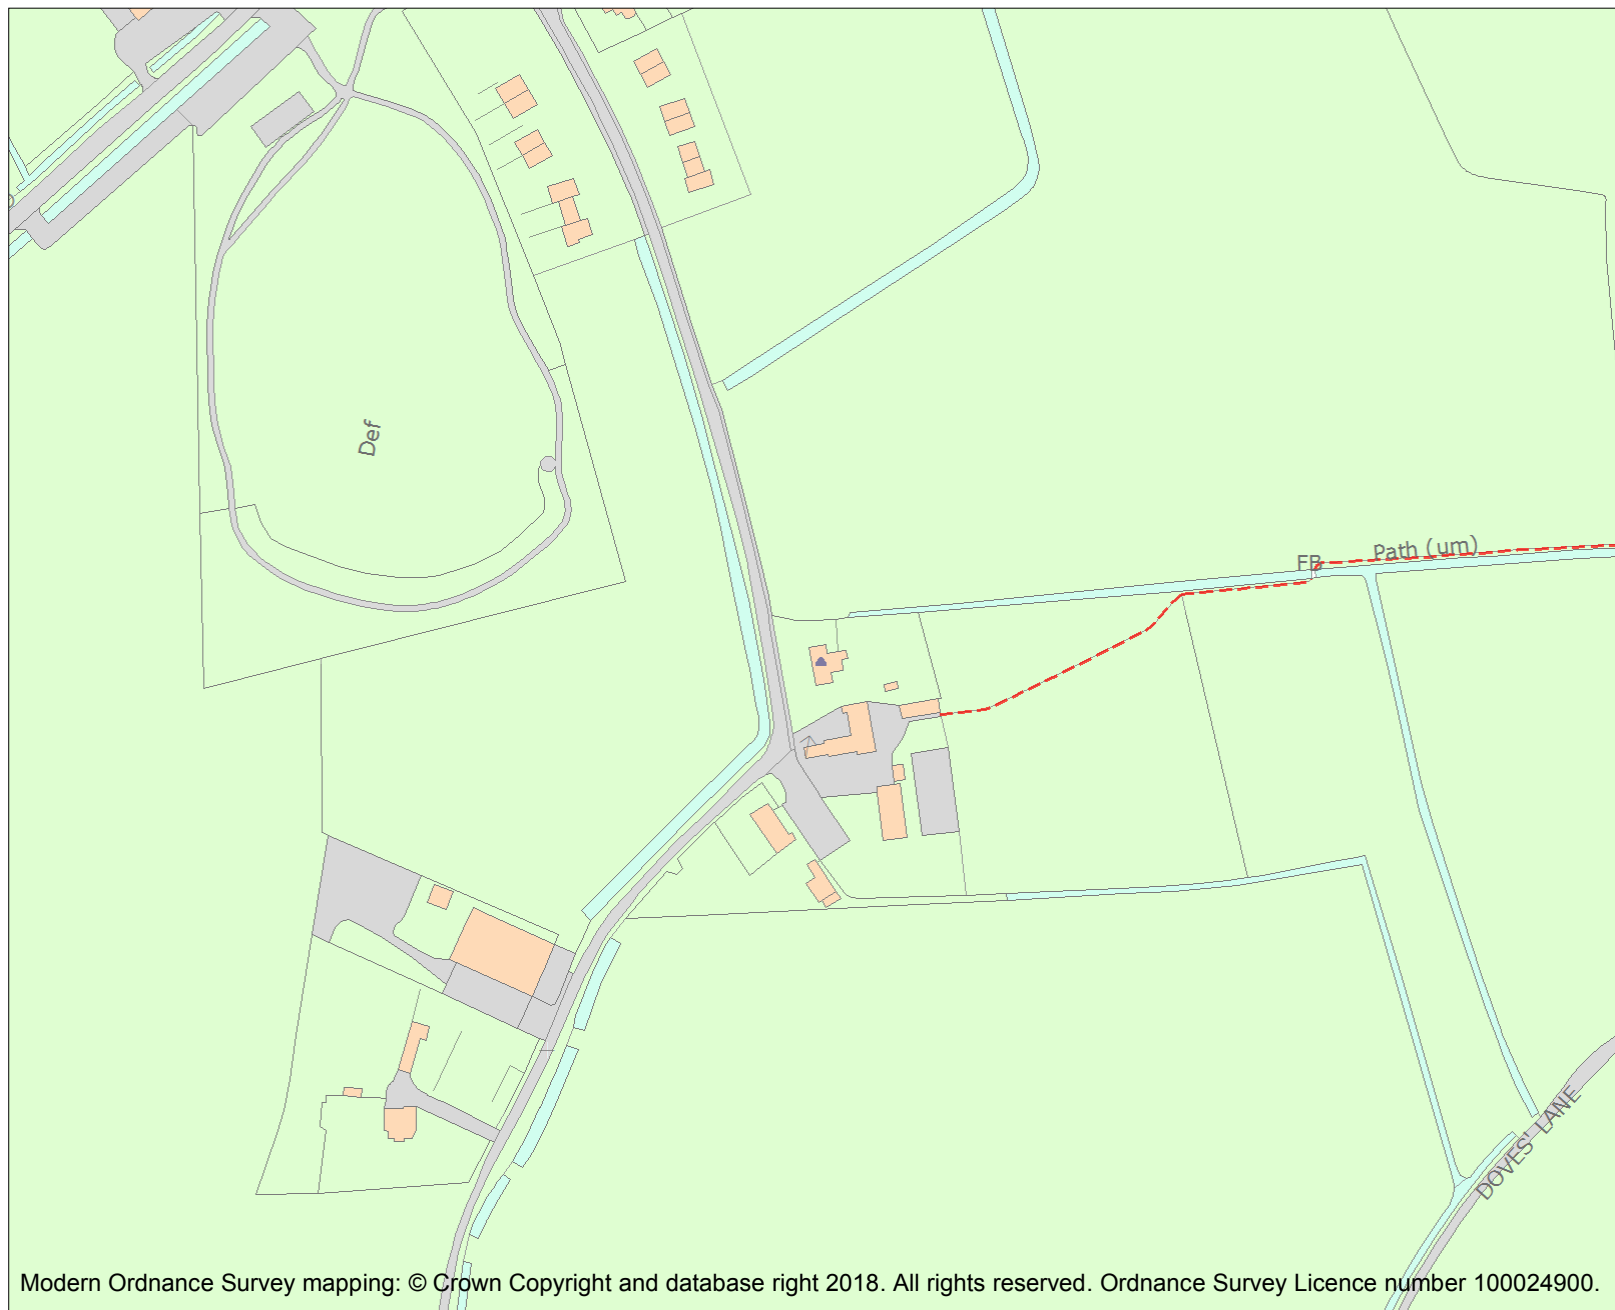 Def
FB
Path (um)
DOVES' LANE
Modern Ordnance Survey mapping: © Crown Copyright and database right 2018. All rights reserved. Ordnance Survey Licence number 100024900.